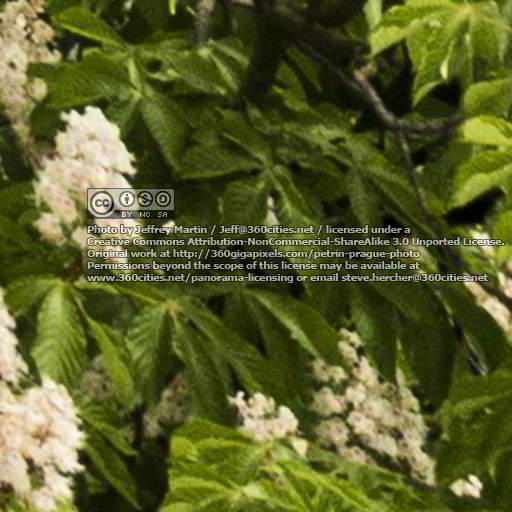 cc
BY NC SA
Photo by Jeffrey Martin / Jeff@360cities.net / licensed under a
Creative Commons Attribution-NonCommercial-ShareAlike 3.0 Unported License.
Original work at http://360gigapixels.com/petrin-prague-photo
Permissions beyond the scope of this license may be available at
www.360cities.net/panorama-licensing or email steve.hercher@360cities.net